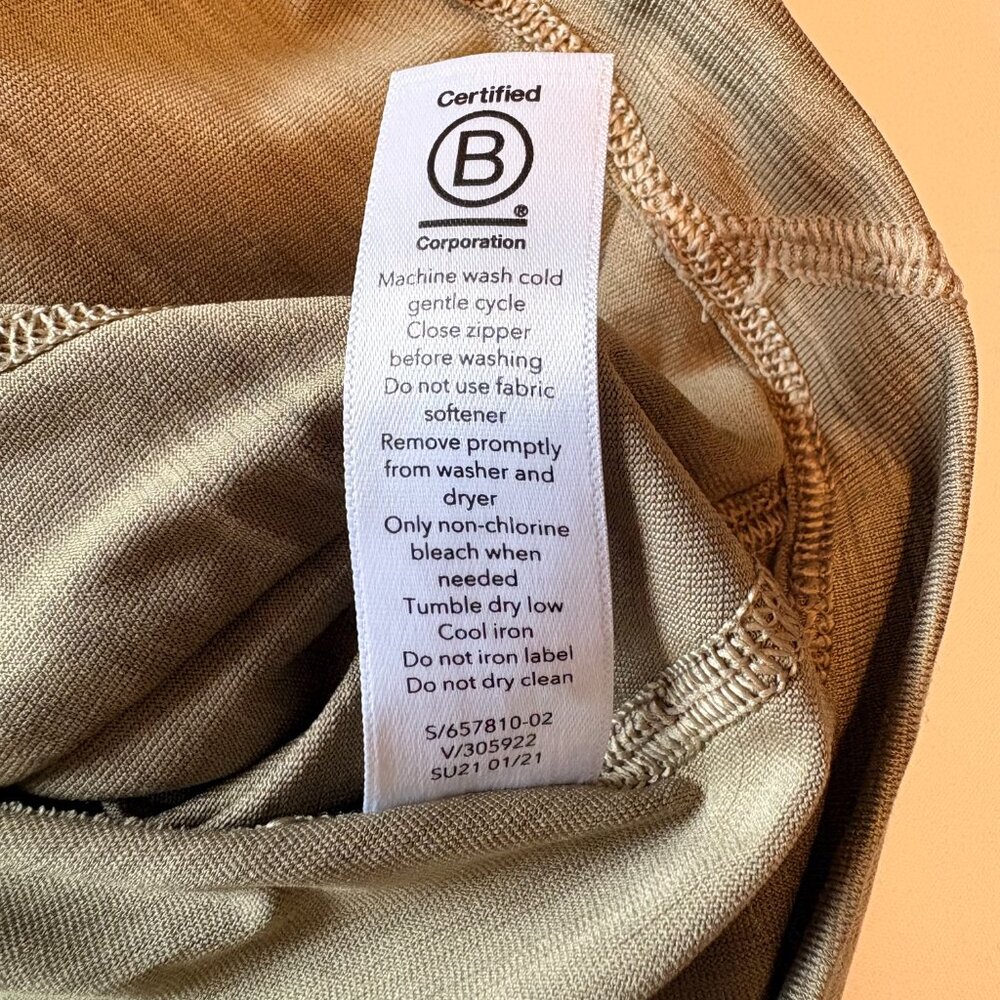 Certified
B
®
Corporation
Machine wash cold
gentle cycle
Close zipper
before washing
Do not use fabric
softener
Remove promptly
from washer and
dryer
Only non-chlorine
bleach when
needed
Tumble dry low
Cool iron
Do not iron label
Do not dry clean
S/657810-02
V/305922
SU21 01/21